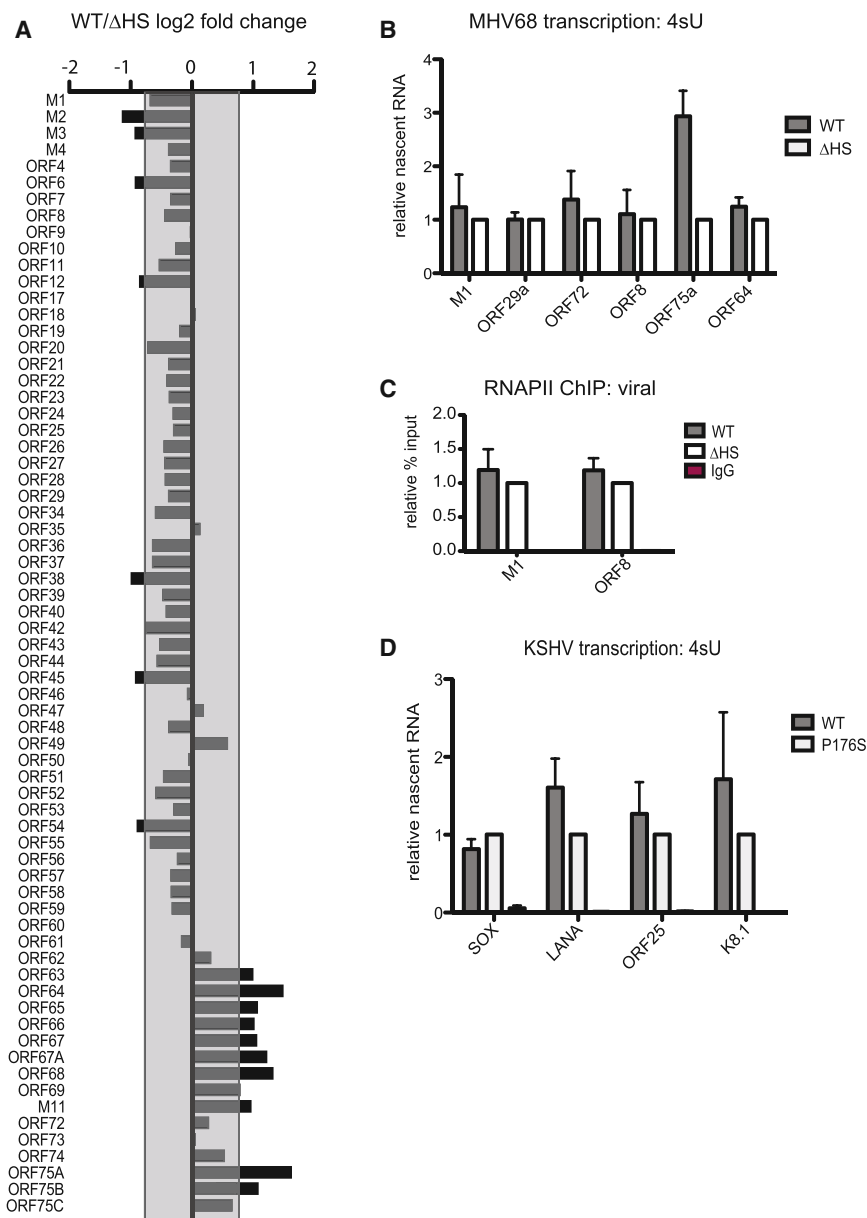 A
WT/ΔHS log2 fold change
-2 -1 0 1 2
M1
M2
M3
M4
ORF4
ORF6
ORF7
ORF8
ORF9
ORF10
ORF11
ORF12
ORF17
ORF18
ORF19
ORF20
ORF21
ORF22
ORF23
ORF24
ORF25
ORF26
ORF27
ORF28
ORF29
ORF34
ORF35
ORF36
ORF37
ORF38
ORF39
ORF40
ORF42
ORF43
ORF44
ORF45
ORF46
ORF47
ORF48
ORF49
ORF50
ORF51
ORF52
ORF53
ORF54
ORF55
ORF56
ORF57
ORF58
ORF59
ORF60
ORF61
ORF62
ORF63
ORF64
ORF65
ORF66
ORF67
ORF67A
ORF68
ORF69
M11
ORF72
ORF73
ORF74
ORF75A
ORF75B
ORF75C
B
MHV68 transcription: 4sU
relative nascent RNA
4
3
2
1
0
M1 ORF29a ORF72 ORF8 ORF75a ORF64
WT
ΔHS
C
RNAPII ChIP: viral
relative % input
2.0
1.5
1.0
0.5
0.0
M1 ORF8
WT
ΔHS
IgG
D
KSHV transcription: 4sU
relative nascent RNA
3
2
1
0
SOX LANA ORF25 K8.1
WT
P176S